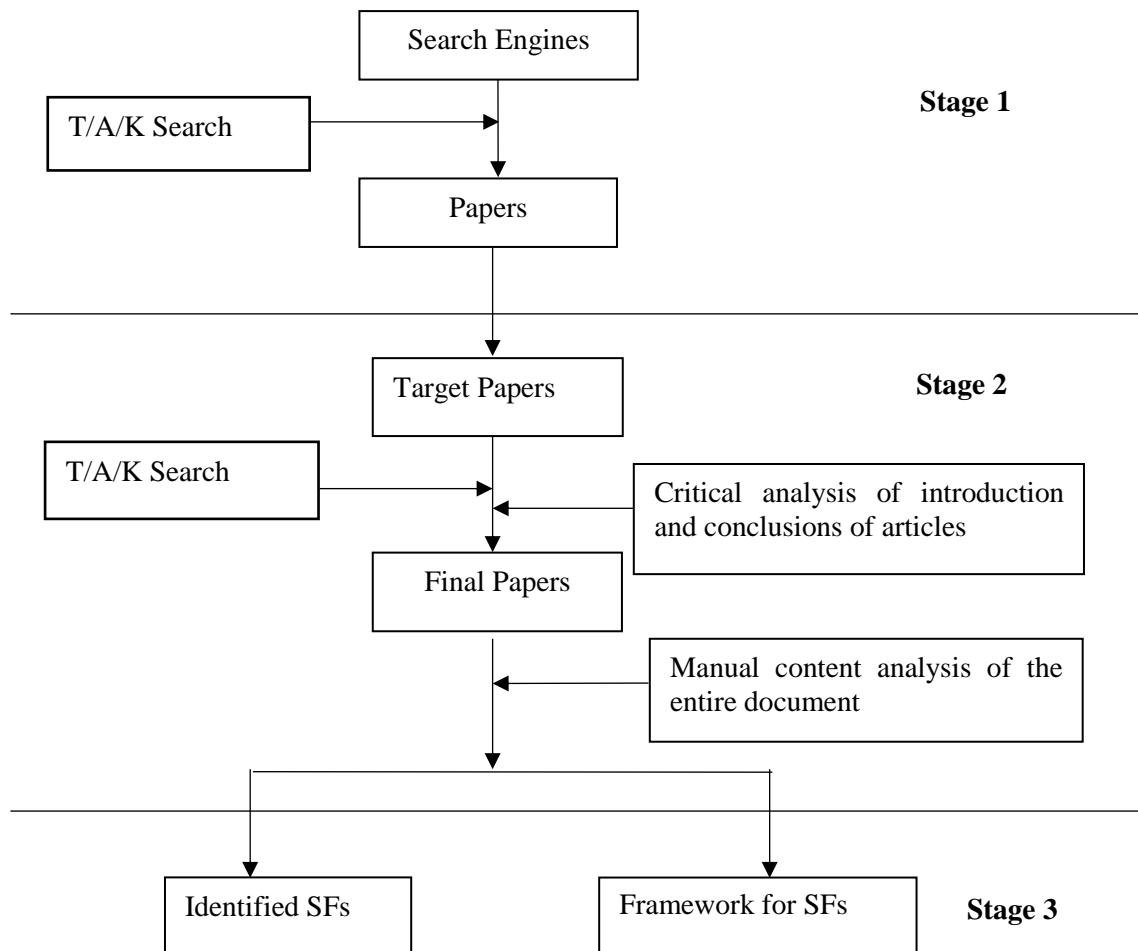 Search Engines
Stage 1
T/A/K Search
Papers
Target Papers
Stage 2
T/A/K Search
Critical analysis of introduction
and conclusions of articles
Final Papers
Manual content analysis of the
entire document
Identified SFs
Framework for SFs
Stage 3